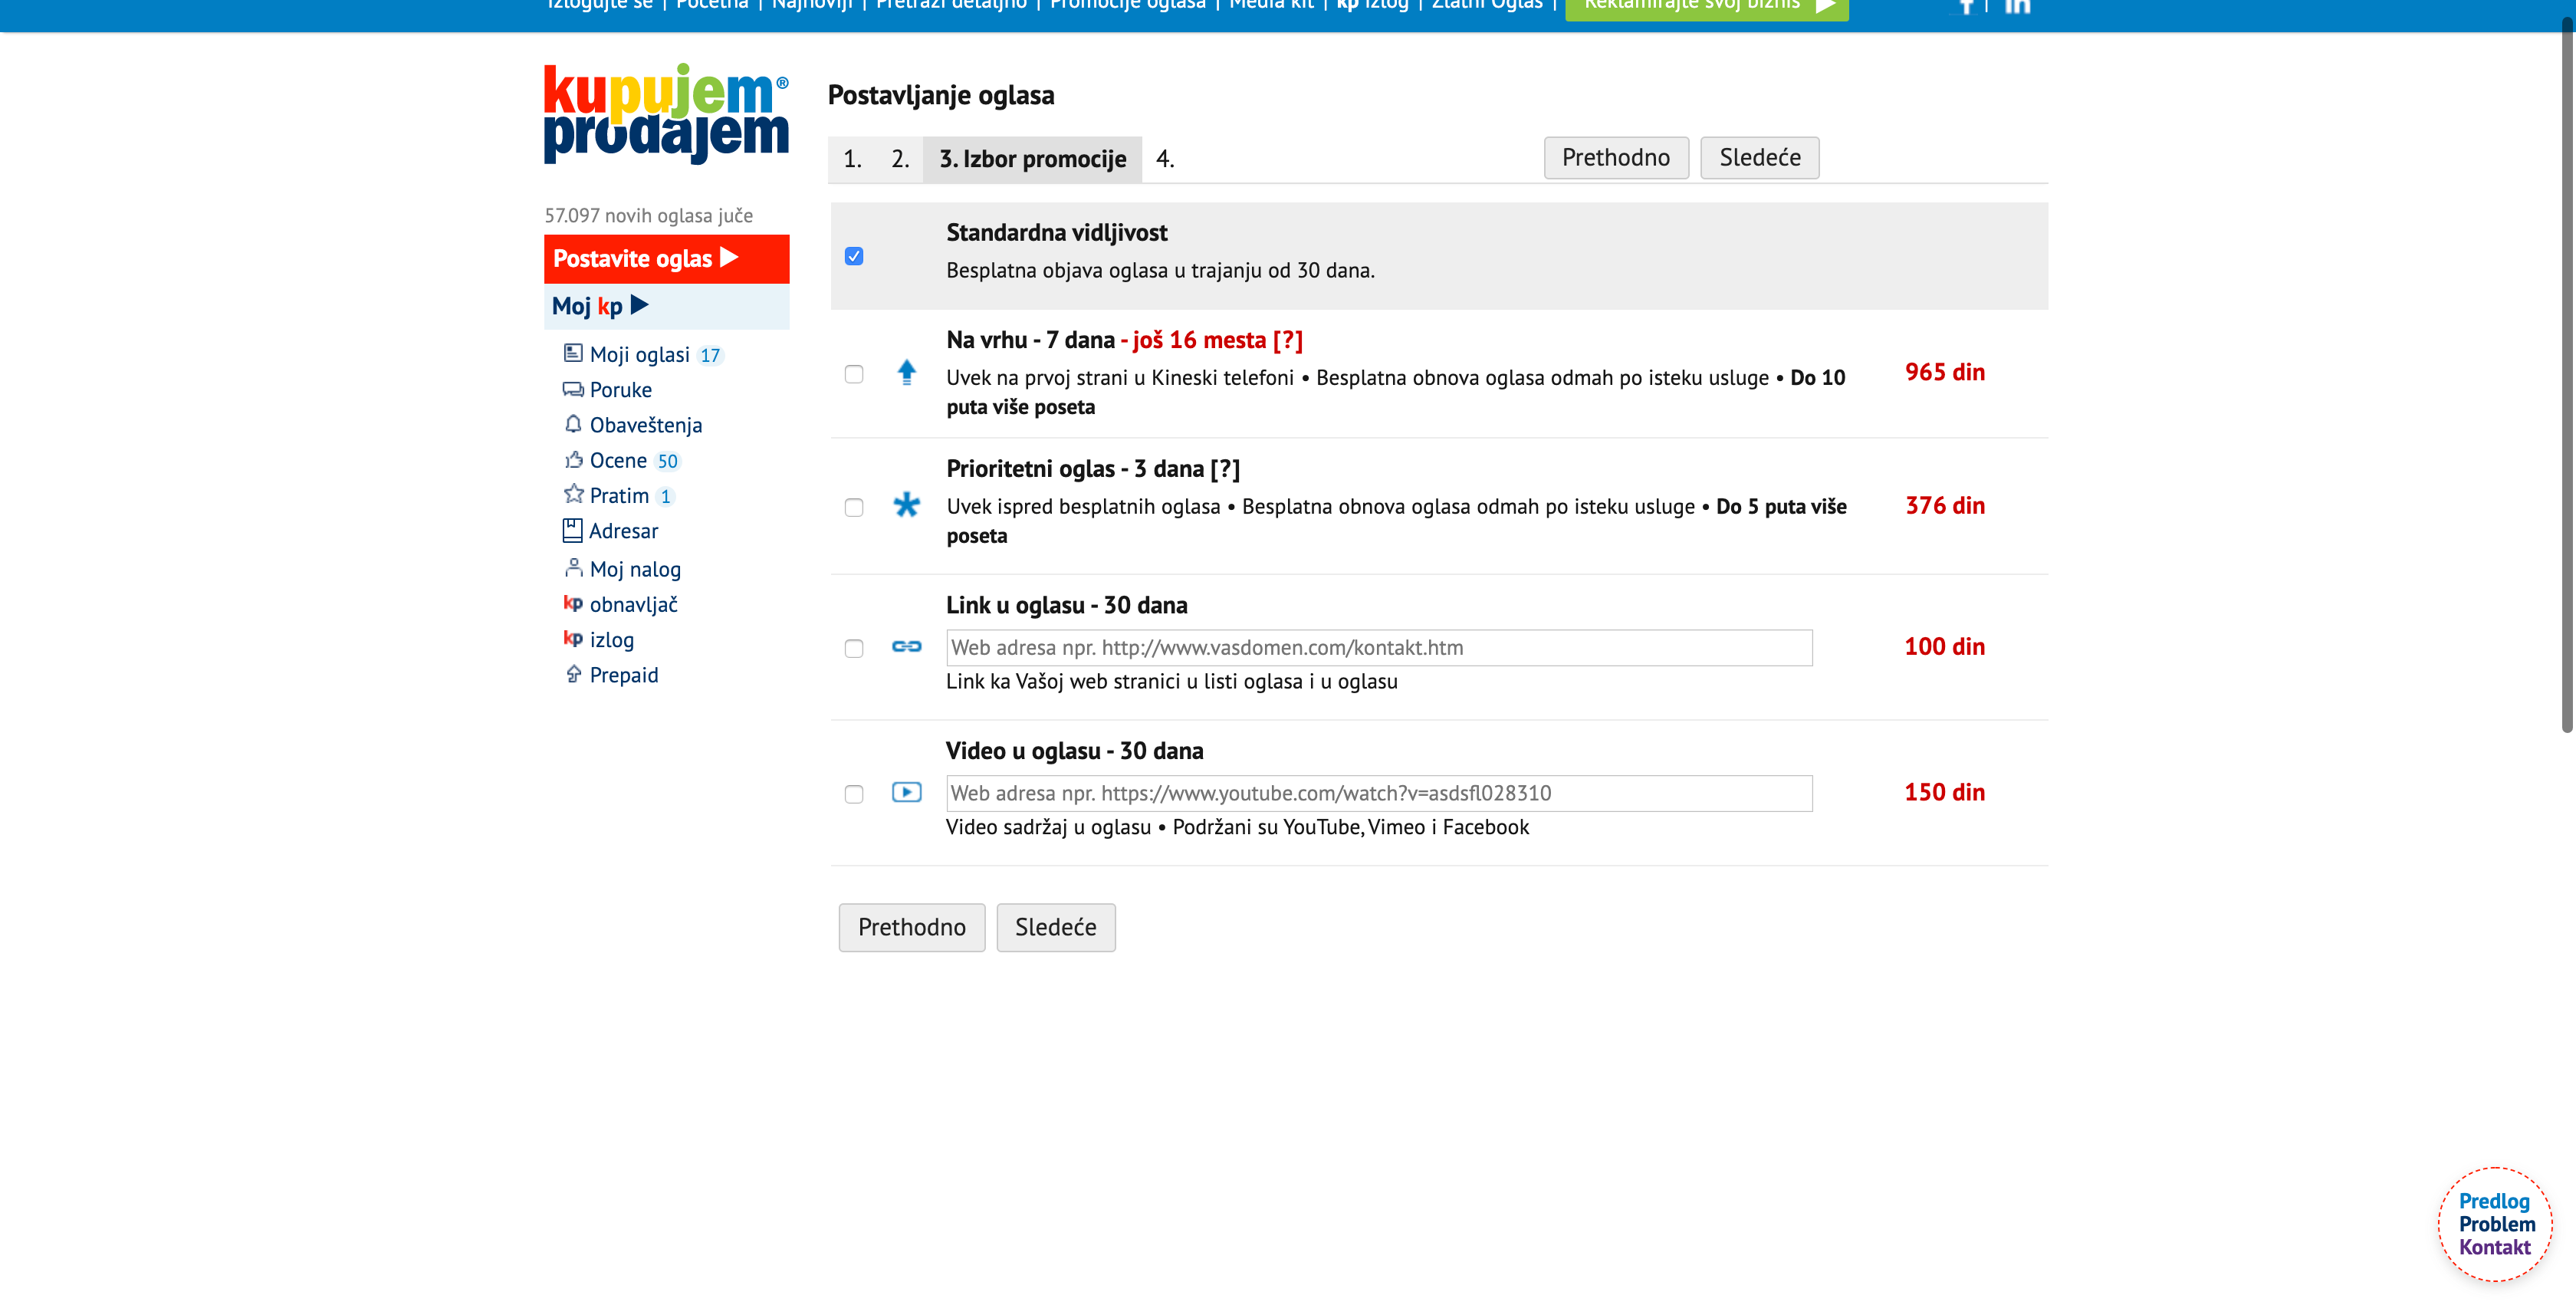 Izlogujte se | Početna | Najnoviji | Pretraži detaljno | Promocije oglasa | Media kit | kp izlog | Zlatni Oglas | Reklamirajte svoj biznis
kupujem®
prodajem
57.097 novih oglasa juče
Postavite oglas
Moj kp
Moji oglasi 17
Poruke
Obaveštenja
Ocene 50
Pratim 1
Adresar
Moj nalog
kp obnavljač
kp izlog
Prepaid
Postavljanje oglasa
1. 2. 3. Izbor promocije 4. Prethodno Sledeće
Standardna vidljivost
Besplatna objava oglasa u trajanju od 30 dana.
Na vrhu - 7 dana - još 16 mesta [?]
Uvek na prvoj strani u Kineski telefoni • Besplatna obnova oglasa odmah po isteku usluge • Do 10
puta više poseta
965 din
Prioritetni oglas - 3 dana [?]
Uvek ispred besplatnih oglasa • Besplatna obnova oglasa odmah po isteku usluge • Do 5 puta više
poseta
376 din
Link u oglasu - 30 dana
Web adresa npr. http://www.vasdomen.com/kontakt.htm
Link ka Vašoj web stranici u listi oglasa i u oglasu
100 din
Video u oglasu - 30 dana
Web adresa npr. https://www.youtube.com/watch?v=asdsfl028310
Video sadržaj u oglasu • Podržani su YouTube, Vimeo i Facebook
150 din
Prethodno Sledeće
Predlog
Problem
Kontakt